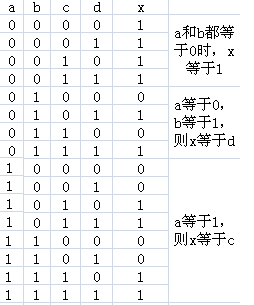 a b c d x
0 0 0 0 1
0 0 0 1 1
0 0 1 0 1
0 0 1 1 1
a和b都等
于0时，x
等于1
0 1 0 0 0
0 1 0 1 1
0 1 1 0 0
0 1 1 1 1
a等于0，
b等于1，
则x等于d
1 0 0 0 0
1 0 0 1 0
1 0 1 0 1
1 0 1 1 1
1 1 0 0 0
1 1 0 1 0
1 1 1 0 1
1 1 1 1 1
a等于1，
则x等于c